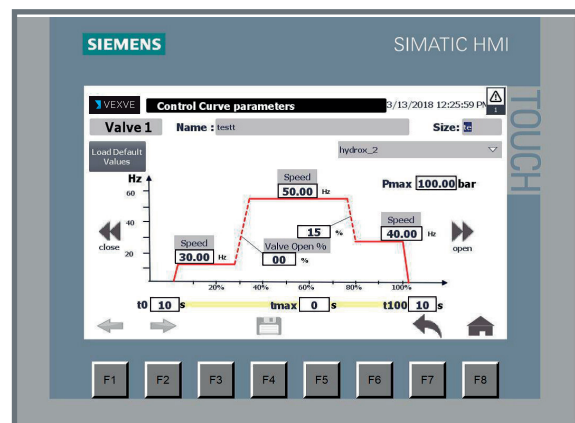 SIEMENS
SIMATIC HMI
TOUCH
VEXVE
Control Curve parameters
3/13/2018 12:25:59 PM
1
Valve 1
Name : testt
Size: te
Load Default
Values
hydrox_2
Hz
60
40
20
Speed
50.00 Hz
Pmax 100.00 bar
15 %
Speed
40.00 Hz
close
open
Speed
30.00 Hz
Valve Open %
00 %
20%
40%
60%
80%
100%
t0 10 s
tmax 0 s
t100 10 s
F1
F2
F3
F4
F5
F6
F7
F8